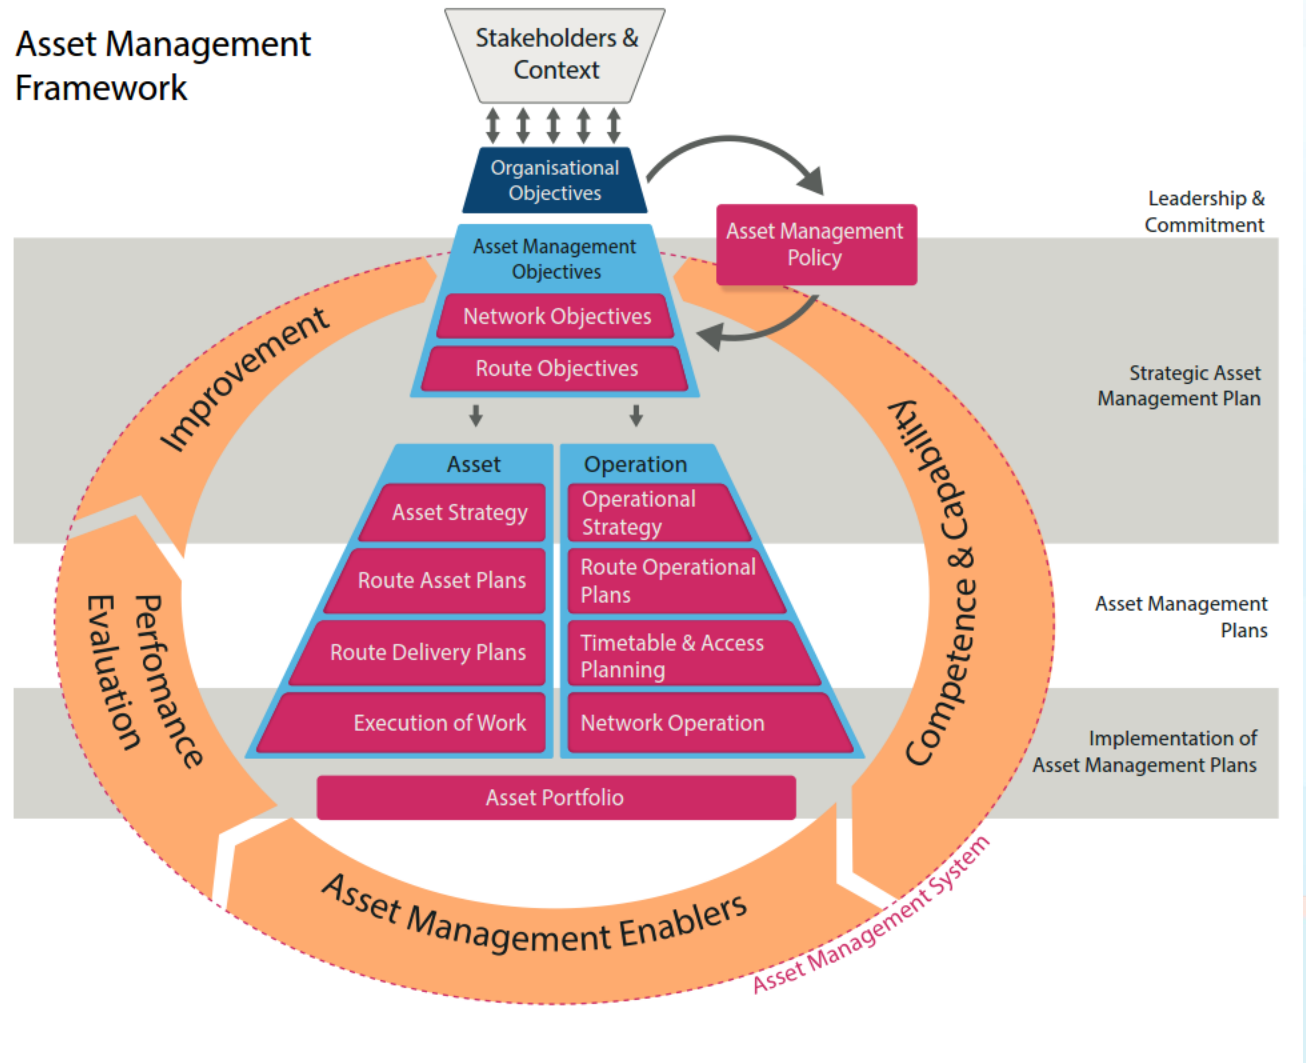 Asset Management
Framework
Stakeholders &
Context
Organisational
Objectives
Leadership &
Commitment
Asset Management
Policy
Asset Management
Objectives
Network Objectives
Route Objectives
Strategic Asset
Management Plan
Improvement
Asset
Operation
Asset Strategy
Operational
Strategy
Route Asset Plans
Route Operational
Plans
Asset Management
Plans
Route Delivery Plans
Timetable & Access
Planning
Execution of Work
Network Operation
Implementation of
Asset Management Plans
Asset Portfolio
Perfomance
Evaluation
Competence & Capability
Asset Management Enablers
Asset Management System